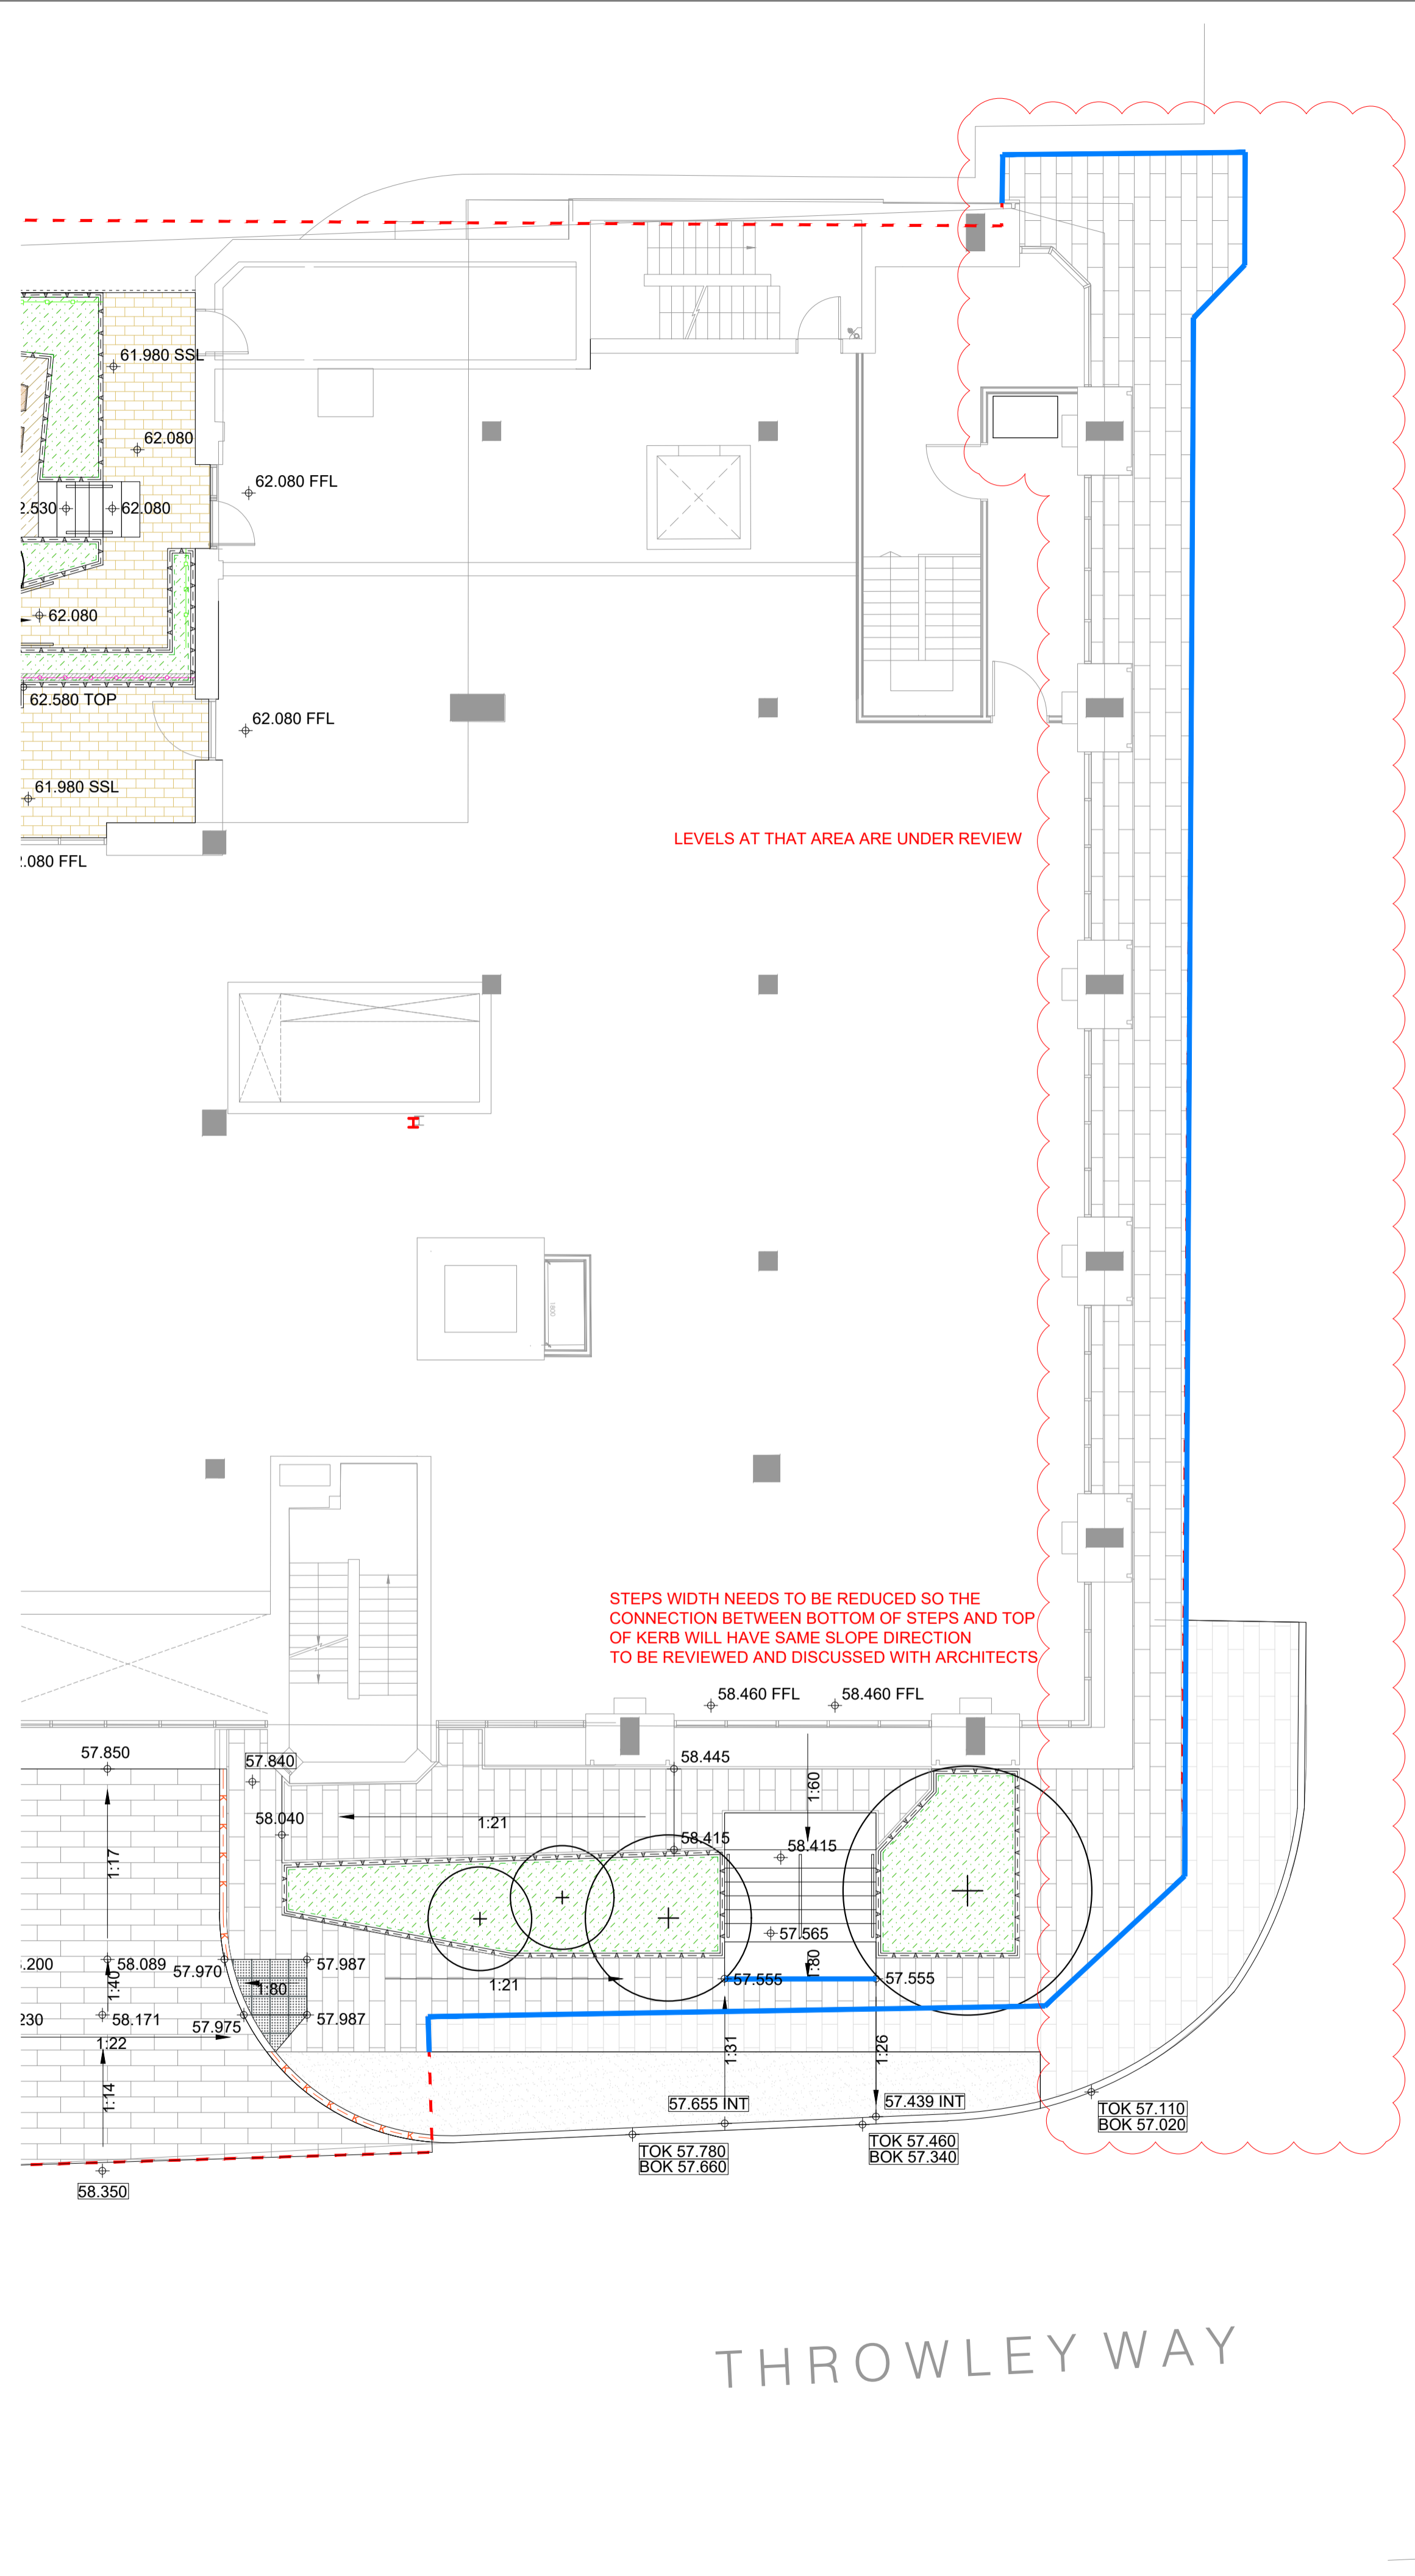 61.980 SSL
62.080
62.080 FFL
2.530
62.080
62.080
62.580 TOP
62.080 FFL
61.980 SSL
LEVELS AT THAT AREA ARE UNDER REVIEW
2.080 FFL
H
1800
STEPS WIDTH NEEDS TO BE REDUCED SO THE
CONNECTION BETWEEN BOTTOM OF STEPS AND TOP
OF KERB WILL HAVE SAME SLOPE DIRECTION
TO BE REVIEWED AND DISCUSSED WITH ARCHITECTS
58.460 FFL
58.460 FFL
57.850
57.840
58.445
1:60
K
58.040
1:21
58.415
58.415
1:17
K
K
57.565
K
.200
58.089
57.970
57.987
1:80
57.555
57.555
1:40
1:80
1:21
230
58.171
57.975
57.987
1:22
1:31
1:26
K
K
K
K
K
K
1:14
57.655 INT
57.439 INT
TOK 57.110
BOK 57.020
TOK 57.780
BOK 57.660
TOK 57.460
BOK 57.340
58.350
THROWLEY WAY